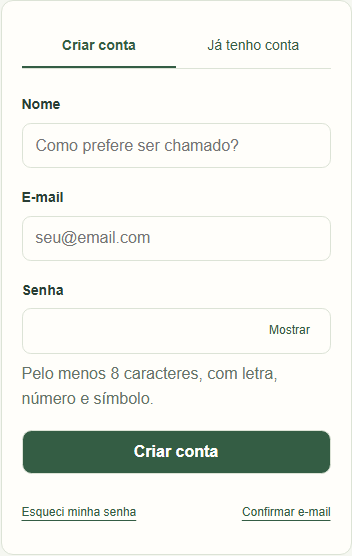 Criar conta
Já tenho conta
Nome
Como prefere ser chamado?
E-mail
seu@email.com
Senha
Mostrar
Pelo menos 8 caracteres, com letra,
número e símbolo.
Criar conta
Esqueci minha senha
Confirmar e-mail